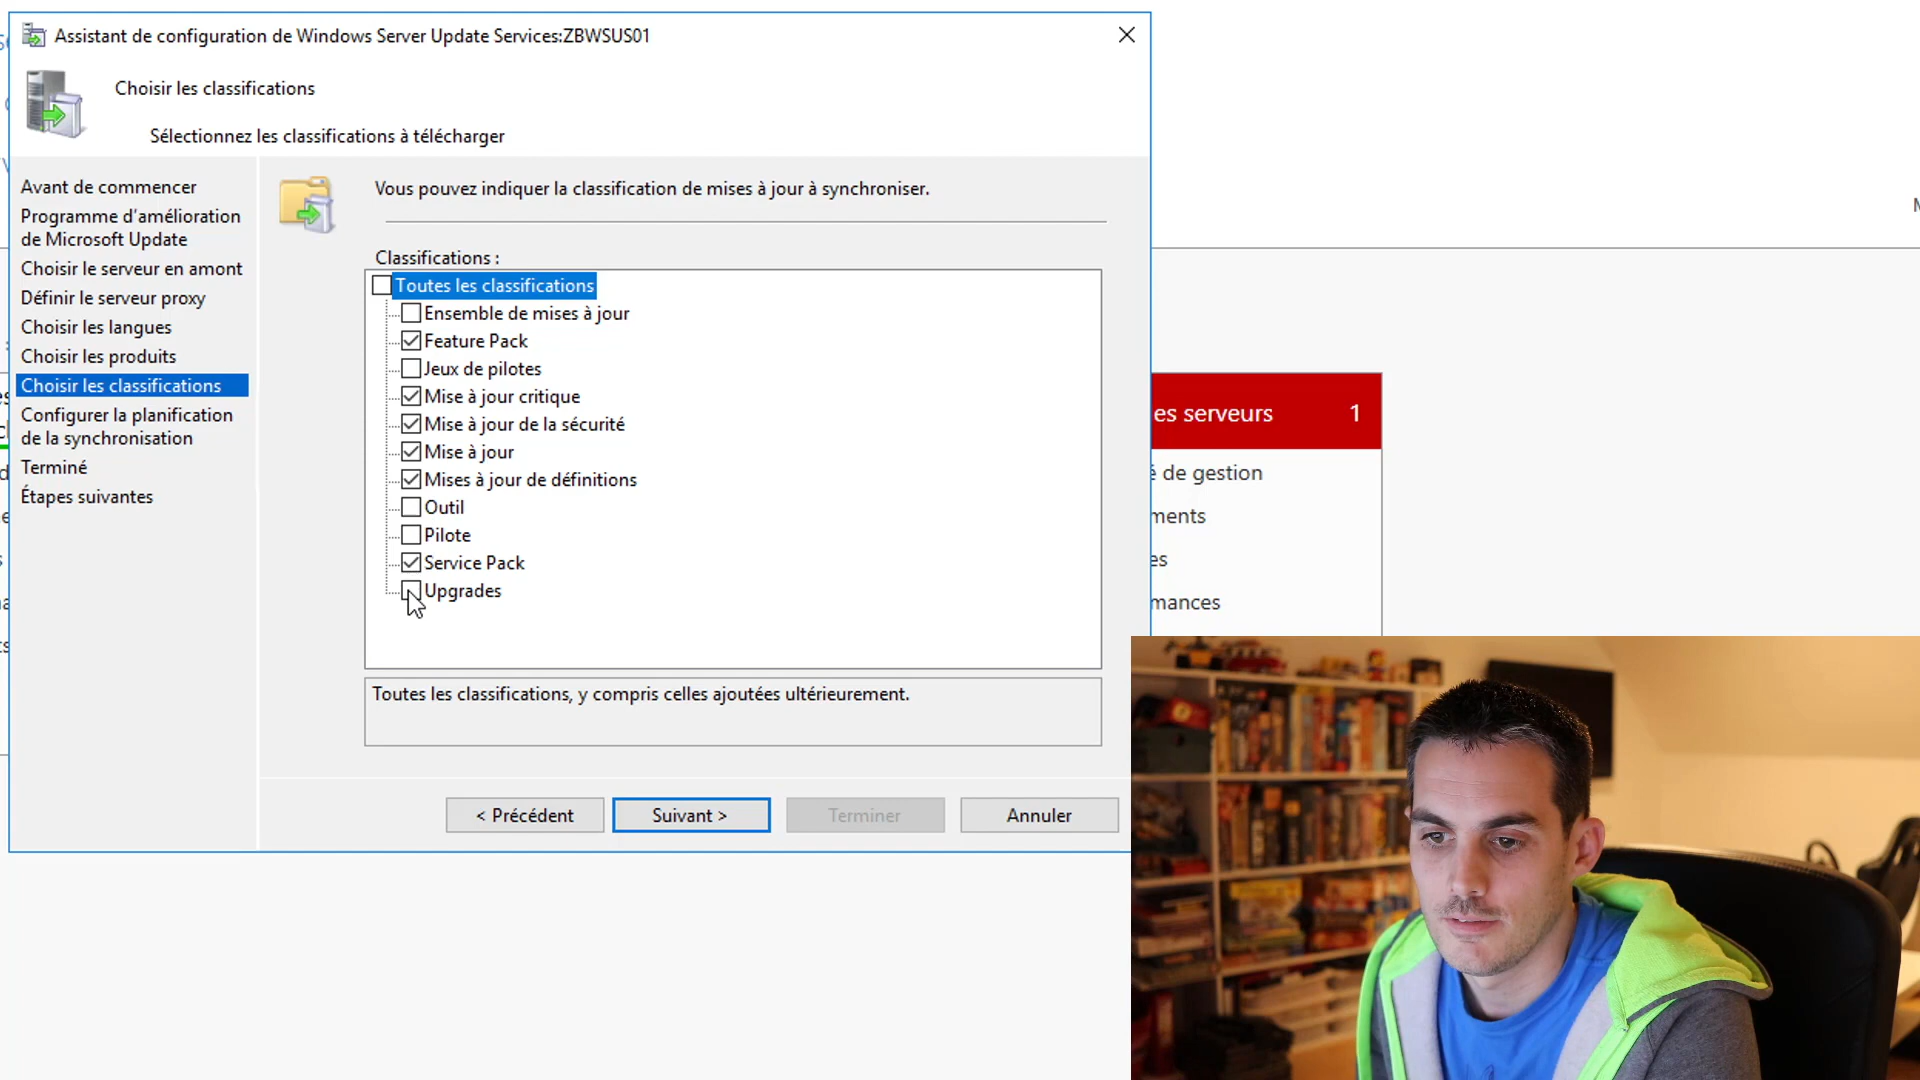 Assistant de configuration de Windows Server Update Services:ZBWSUS01
Choisir les classifications
Sélectionnez les classifications à télécharger
Avant de commencer
Programme d'amélioration
de Microsoft Update
Choisir le serveur en amont
Définir le serveur proxy
Choisir les langues
Choisir les produits
Choisir les classifications
Configurer la planification
de la synchronisation
Terminé
Étapes suivantes
Vous pouvez indiquer la classification de mises à jour à synchroniser.
Classifications :
Toutes les classifications
Ensemble de mises à jour
Feature Pack
Jeux de pilotes
Mise à jour critique
Mise à jour de la sécurité
Mise à jour
Mises à jour de définitions
Outil
Pilote
Service Pack
Upgrades
Toutes les classifications, y compris celles ajoutées ultérieurement.
< Précédent
Suivant >
Terminer
Annuler
es serveurs 1
é de gestion
ments
es
mances